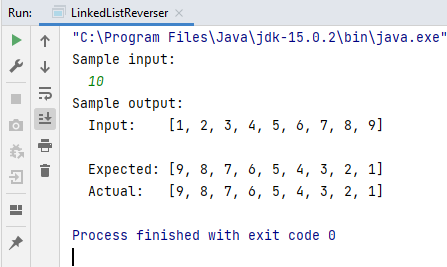 Run: LinkedListReverser
"C:\Program Files\Java\jdk-15.0.2\bin\java.exe"
Sample input:
10
Sample output:
Input: [1, 2, 3, 4, 5, 6, 7, 8, 9]
Expected: [9, 8, 7, 6, 5, 4, 3, 2, 1]
Actual: [9, 8, 7, 6, 5, 4, 3, 2, 1]
Process finished with exit code 0